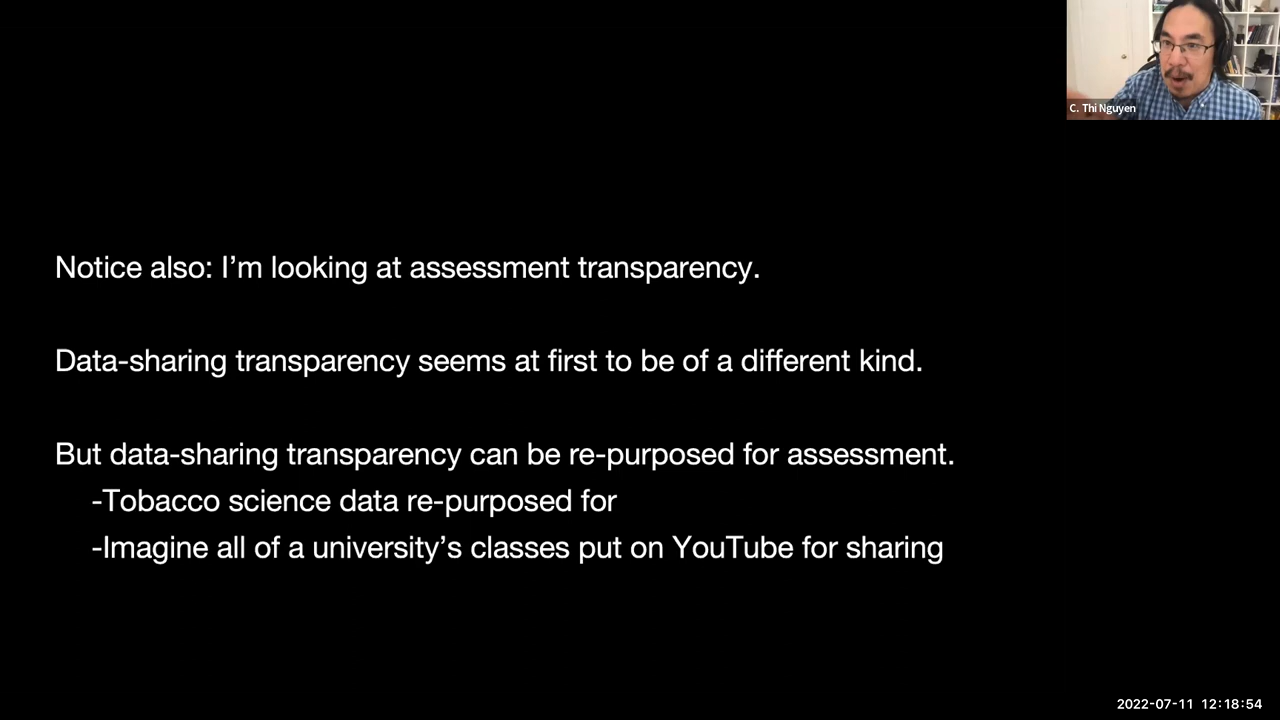 C. Thi Nguyen
Notice also: I’m looking at assessment transparency.
Data-sharing transparency seems at first to be of a different kind.
But data-sharing transparency can be re-purposed for assessment.
-Tobacco science data re-purposed for
-Imagine all of a university’s classes put on YouTube for sharing
2022-07-11 12:18:54